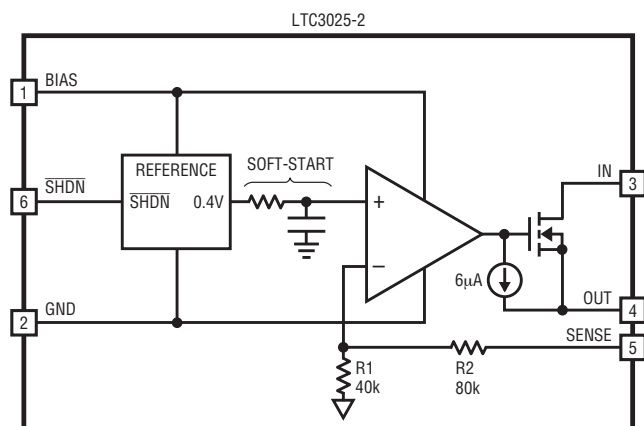 LTC3025-2
BIAS
1
REFERENCE
SOFT-START
IN
3
SHDN
6
SHDN 0.4V
+
–
6µA
GND
2
OUT
4
SENSE
5
R1
40k
R2
80k